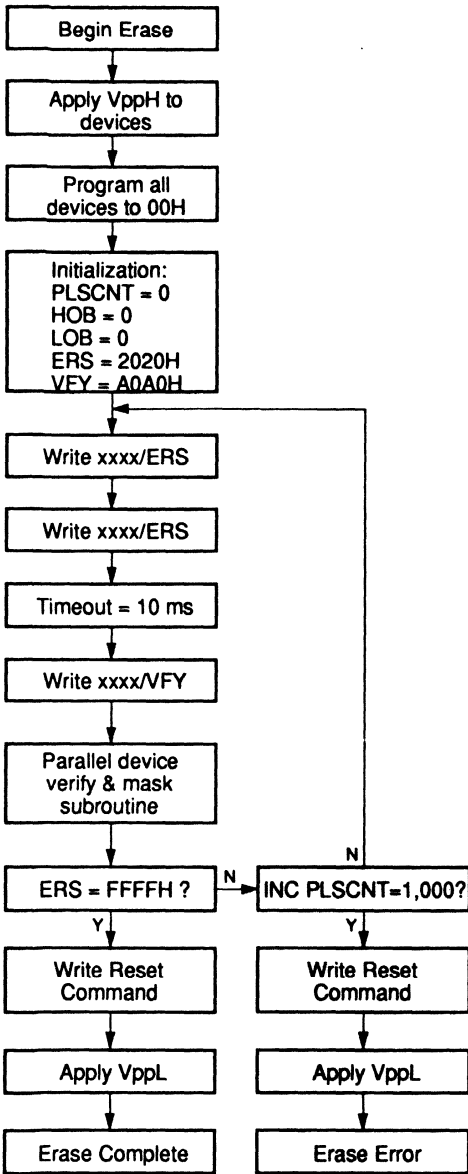 Begin Erase
Apply VppH to
devices
Program all
devices to 00H
Initialization:
PLSCNT = 0
HOB = 0
LOB = 0
ERS = 2020H
VFY = A0A0H
Write xxxx/ERS
Write xxxx/ERS
Timeout = 10 ms
Write xxxx/VFY
Parallel device
verify & mask
subroutine
ERS = FFFFH ?
N
INC PLSCNT=1,000?
N
Y
Y
Write Reset
Command
Write Reset
Command
Apply VppL
Apply VppL
Erase Complete
Erase Error